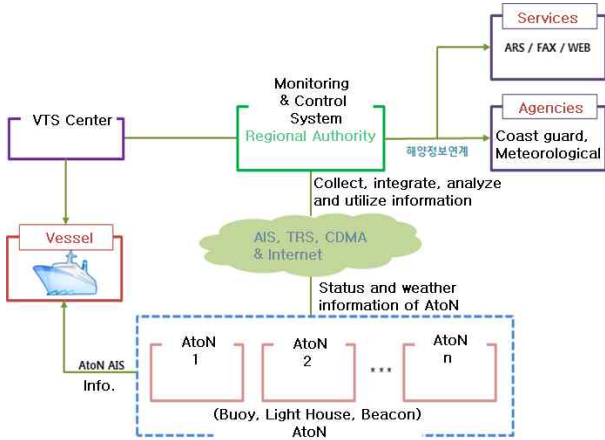 Services
ARS / FAX / WEB
Monitoring
& Control
System
Regional Authority
VTS Center
Agencies
Coast guard,
Meteorological
해양정보연계
Collect, integrate, analyze
and utilize information
Vessel
AIS, TRS, CDMA
& Internet
Status and weather
information of AtoN
AtoN AIS
Info.
AtoN
1
AtoN
2
···
AtoN
n
(Buoy, Light House, Beacon)
AtoN